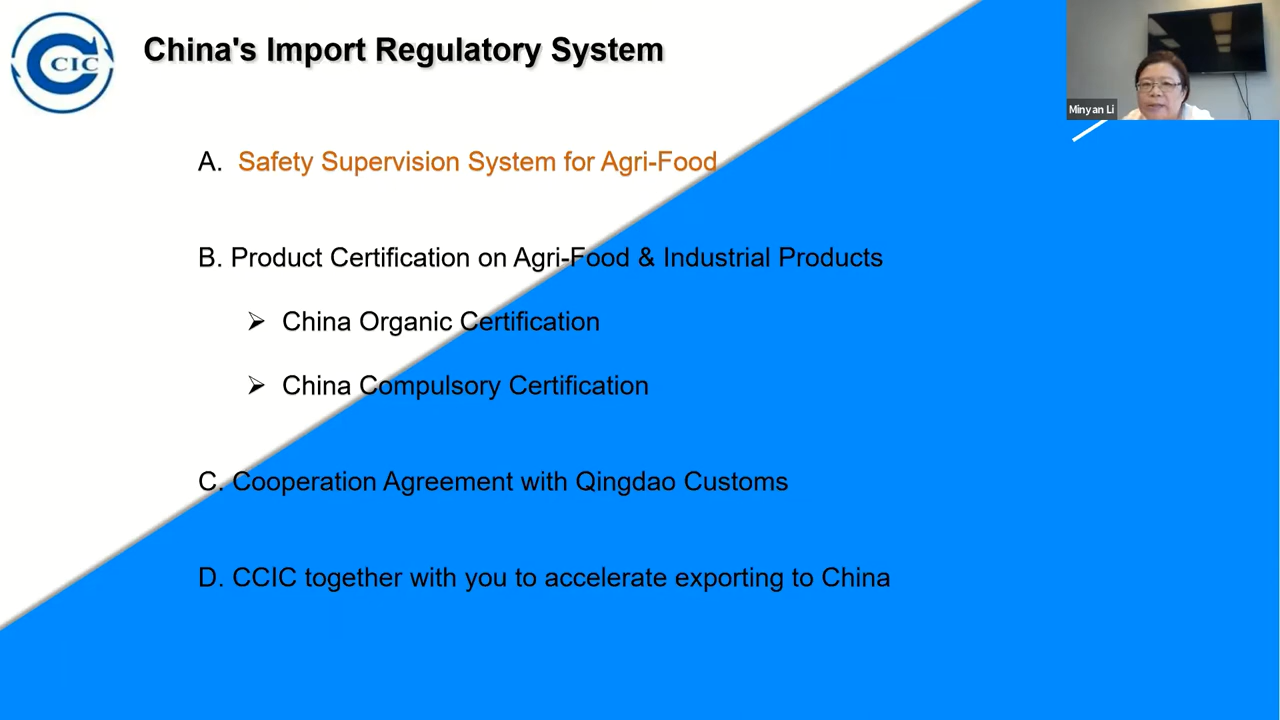 CCIC
China's Import Regulatory System
Minyan Li
A. Safety Supervision System for Agri-Food
B. Product Certification on Agri-Food & Industrial Products
➢ China Organic Certification
➢ China Compulsory Certification
C. Cooperation Agreement with Qingdao Customs
D. CCIC together with you to accelerate exporting to China